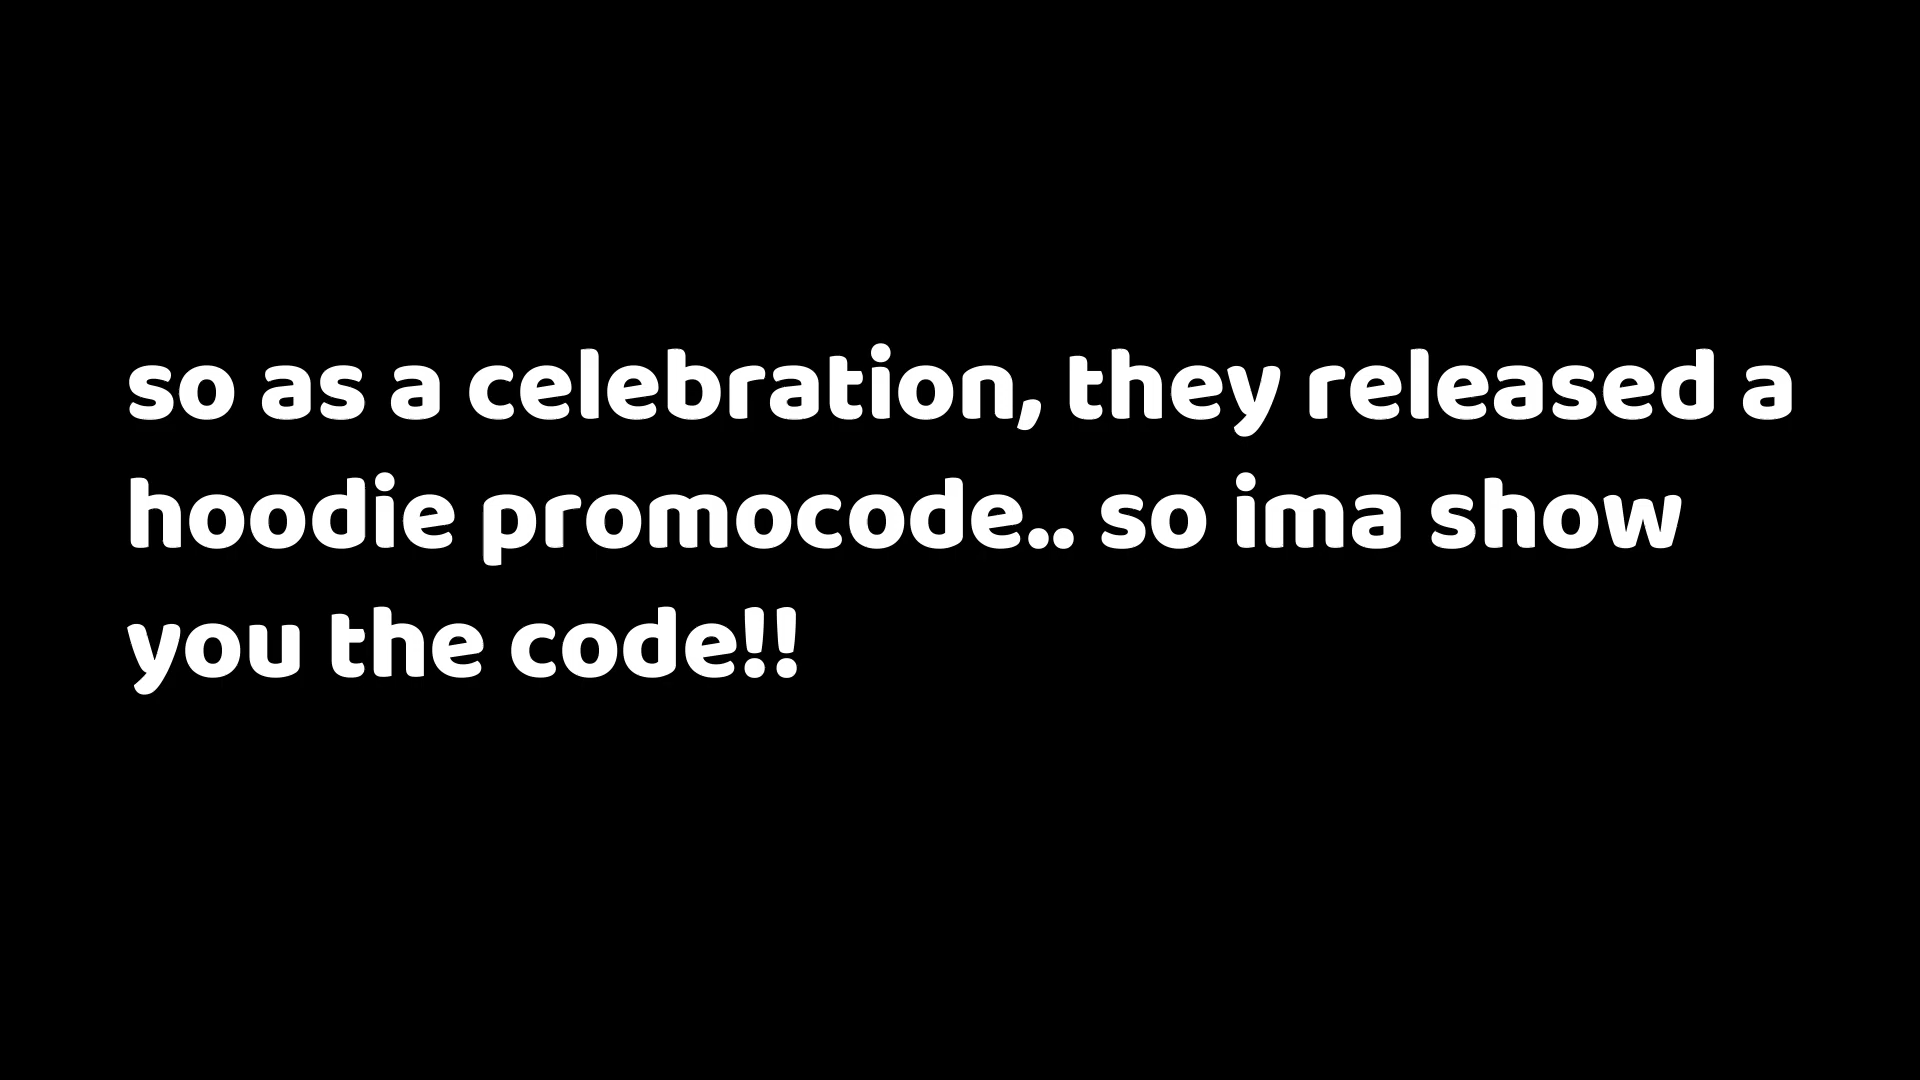 so as a celebration, they released a
hoodie promocode.. so ima show
you the code!!